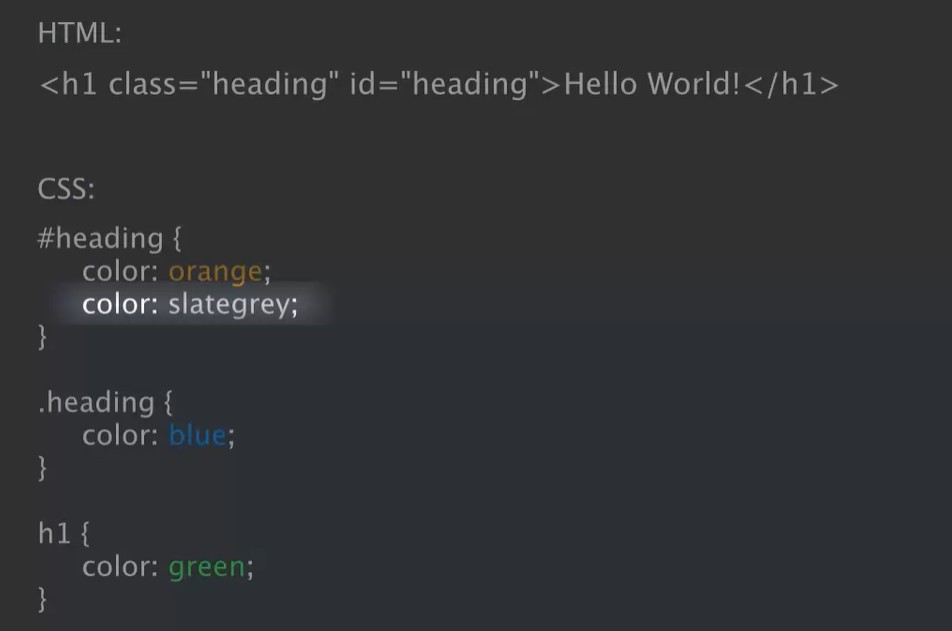 HTML:
<h1 class="heading" id="heading">Hello World!</h1>
CSS:
#heading {
color: orange;
color: slategrey;
}
.heading {
color: blue;
}
h1 {
color: green;
}